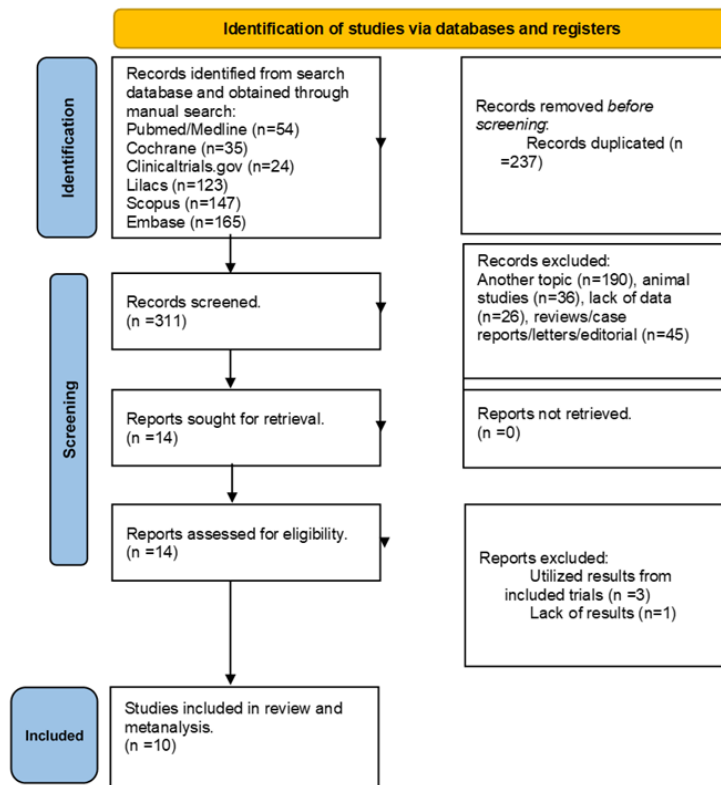 Identification of studies via databases and registers
Identification
Records identified from search
database and obtained through
manual search:
Pubmed/Medline (n=54)
Cochrane (n=35)
Clinicaltrials.gov (n=24)
Lilacs (n=123)
Scopus (n=147)
Embase (n=165)
Records removed before
screening:
Records duplicated (n
=237)
Screening
Records screened.
(n =311)
Records excluded:
Another topic (n=190), animal
studies (n=36), lack of data
(n=26), reviews/case
reports/letters/editorial (n=45)
Reports sought for retrieval.
(n =14)
Reports not retrieved.
(n =0)
Reports assessed for eligibility.
(n =14)
Reports excluded:
Utilized results from
included trials (n =3)
Lack of results (n=1)
Included
Studies included in review and
metanalysis.
(n =10)